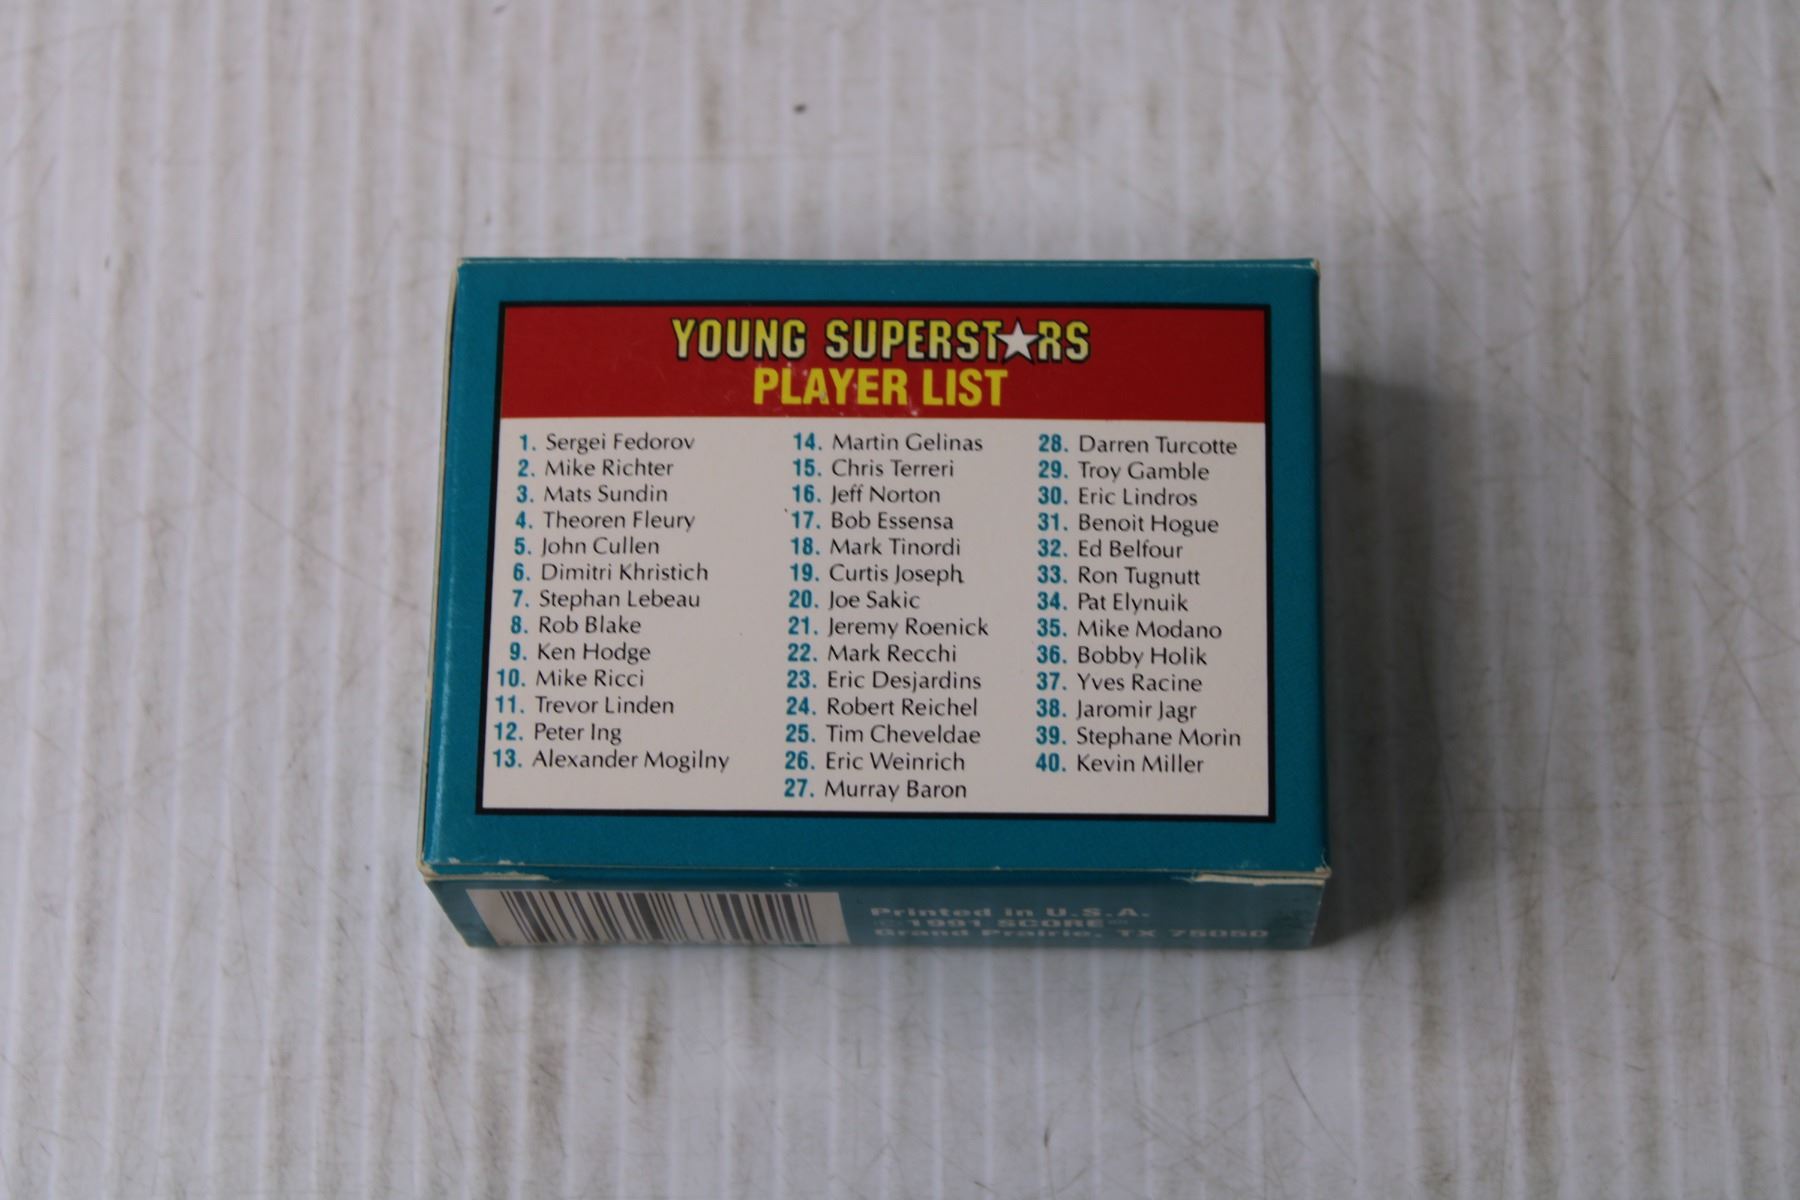 YOUNG SUPERST★RS
PLAYER LIST
1. Sergei Fedorov
2. Mike Richter
3. Mats Sundin
4. Theoren Fleury
5. John Cullen
6. Dimitri Khristich
7. Stephan Lebeau
8. Rob Blake
9. Ken Hodge
10. Mike Ricci
11. Trevor Linden
12. Peter Ing
13. Alexander Mogilny
14. Martin Gelinas
15. Chris Terreri
16. Jeff Norton
17. Bob Essensa
18. Mark Tinordi
19. Curtis Joseph
20. Joe Sakic
21. Jeremy Roenick
22. Mark Recchi
23. Eric Desjardins
24. Robert Reichel
25. Tim Cheveldae
26. Eric Weinrich
27. Murray Baron
28. Darren Turcotte
29. Troy Gamble
30. Eric Lindros
31. Benoit Hogue
32. Ed Belfour
33. Ron Tugnutt
34. Pat Elynuik
35. Mike Modano
36. Bobby Holik
37. Yves Racine
38. Jaromir Jagr
39. Stephane Morin
40. Kevin Miller
Printed in U.S.A.
© 1991 SCORE™
Grand Prairie, TX 75050